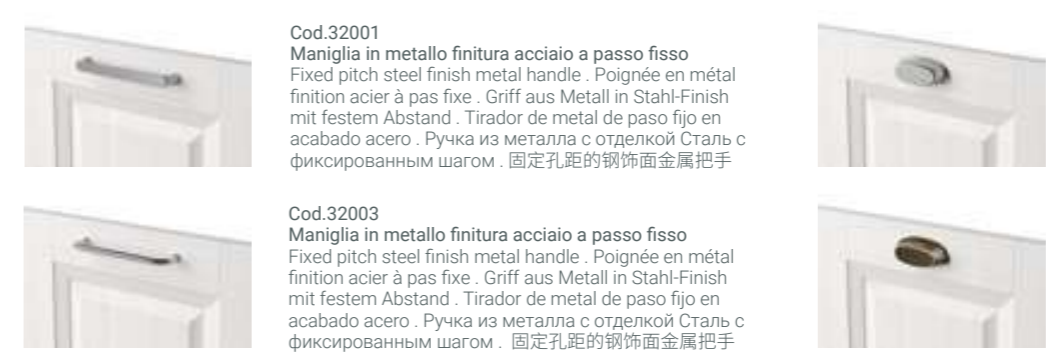 Cod.32001
Maniglia in metallo finitura acciaio a passo fisso
Fixed pitch steel finish metal handle . Poignée en métal
finition acier à pas fixe . Griff aus Metall in Stahl-Finish
mit festem Abstand . Tirador de metal de paso fijo en
acabado acero . Ручка из металла с отделкой Сталь с
фиксированным шагом . 固定孔距的钢饰面金属把手
Cod.32003
Maniglia in metallo finitura acciaio a passo fisso
Fixed pitch steel finish metal handle . Poignée en métal
finition acier à pas fixe . Griff aus Metall in Stahl-Finish
mit festem Abstand . Tirador de metal de paso fijo en
acabado acero . Ручка из металла с отделкой Сталь с
фиксированным шагом . 固定孔距的钢饰面金属把手